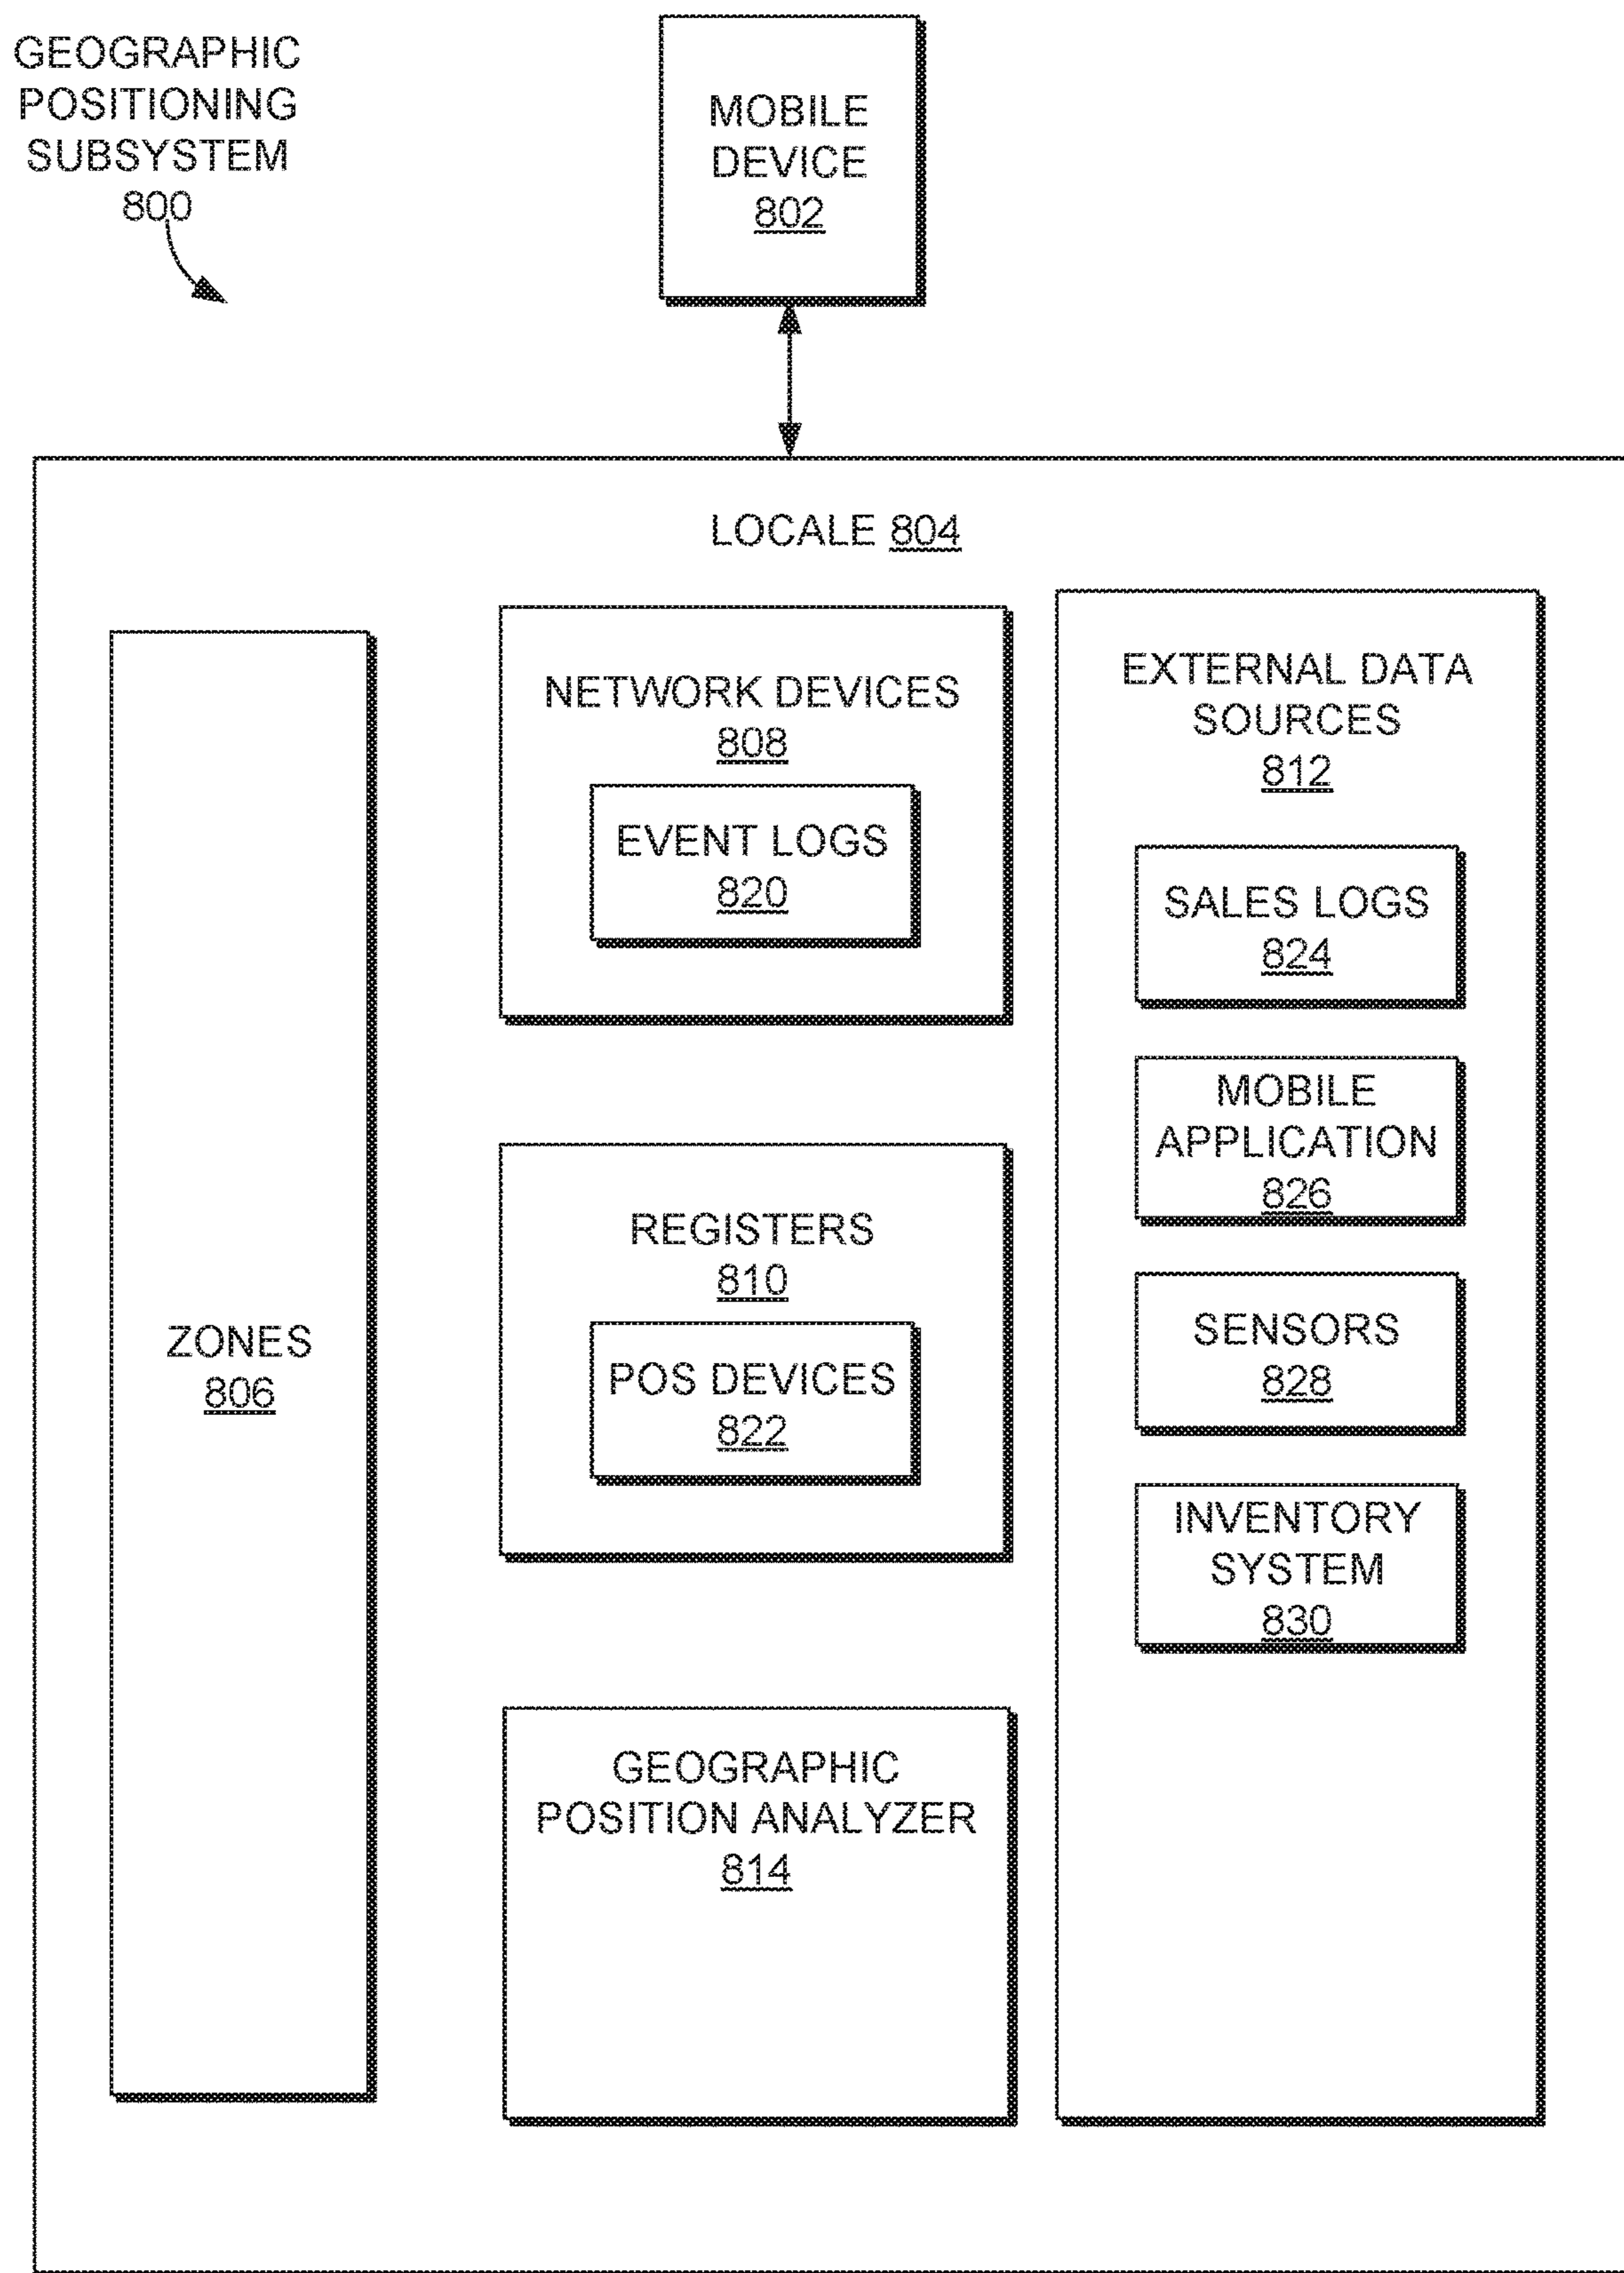 GEOGRAPHIC
POSITIONING
SUBSYSTEM
800
MOBILE
DEVICE
802
LOCALE 804
ZONES
806
NETWORK DEVICES
808
EVENT LOGS
820
REGISTERS
810
POS DEVICES
822
GEOGRAPHIC
POSITION ANALYZER
814
EXTERNAL DATA
SOURCES
812
SALES LOGS
824
MOBILE
APPLICATION
826
SENSORS
828
INVENTORY
SYSTEM
830